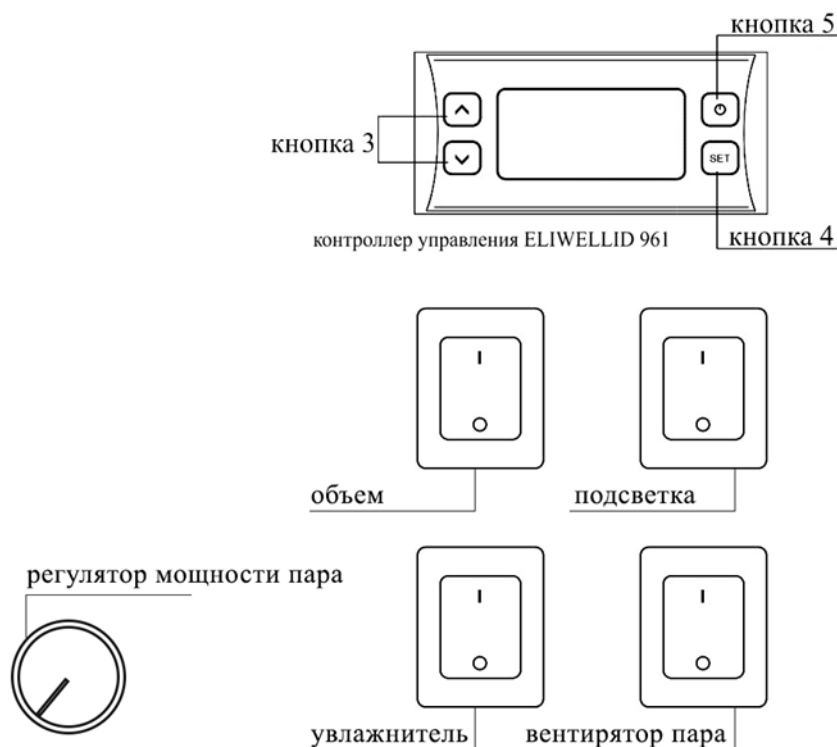 кнопка 5
кнопка 3
SET
контроллер управления ELIWELLID 961
кнопка 4
I
I
объем
подсветка
регулятор мощности пара
I
I
увлажнитель
вентирятор пара